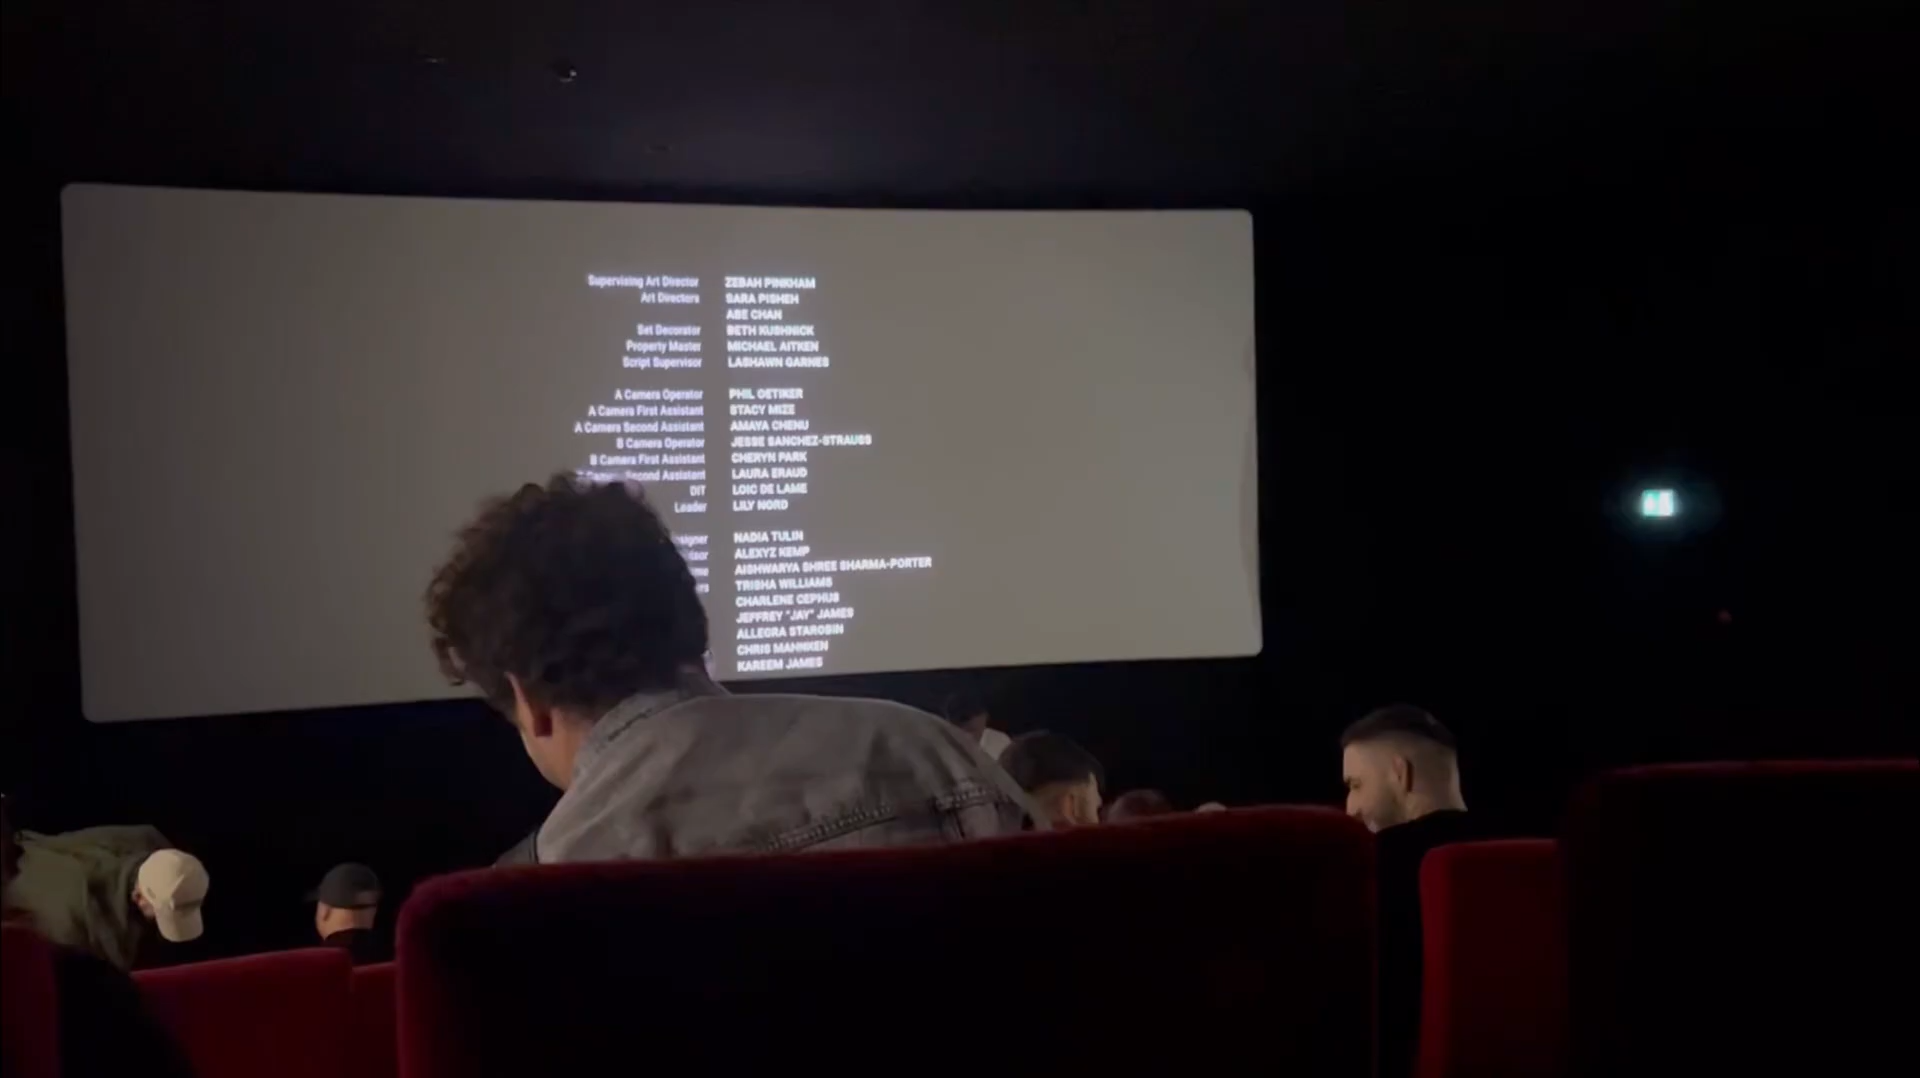 Supervising Art Director ZEBAH PINKHAM
Art Directors SARA PISHEH
ABE CHAN
Set Decorator BETH KUSHNICK
Property Master MICHAEL AITKEN
Script Supervisor LASHAWN GARNES
A Camera Operator PHIL OETIKER
A Camera First Assistant STACY MIZE
A Camera Second Assistant AMAYA CHENU
B Camera Operator JESSE SANCHEZ-STRAUSS
B Camera First Assistant CHERYN PARK
Camera Second Assistant LAURA ERAUD
DIT LOIC DE LAME
Loader LILY NORD
NADIA TULIN
ALEXYZ KEMP
AISHWARYA SHREE SHARMA-PORTER
TRISHA WILLIAMS
CHARLENE CEPHUS
JEFFREY "JAY" JAMES
ALLEGRA STAROBIN
CHRIS MAHNKEN
KAREEM JAMES